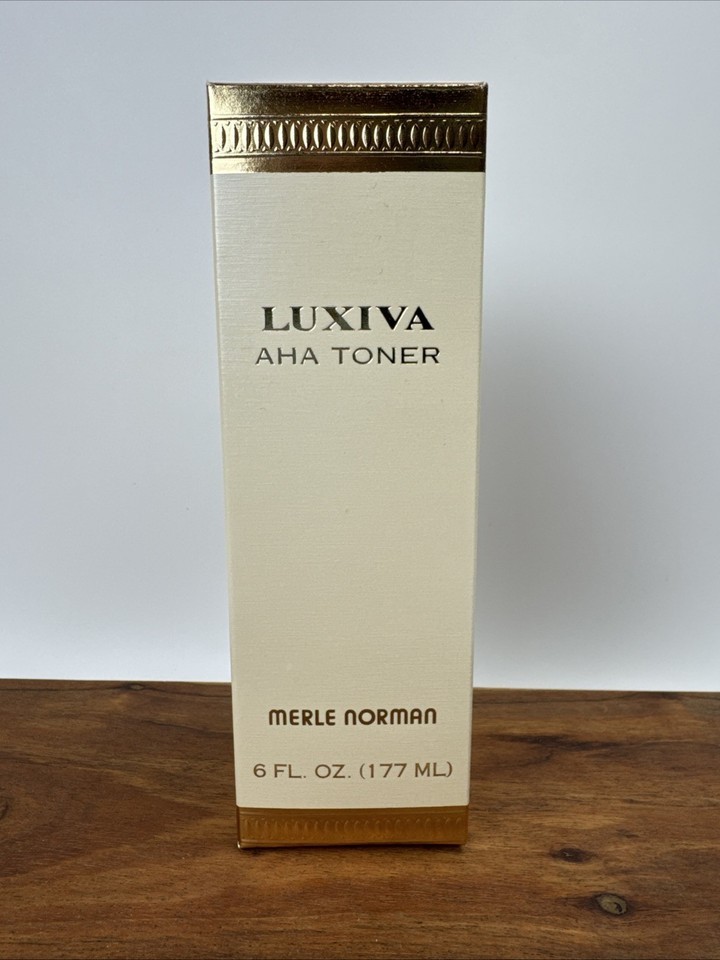 LUXIVA
AHA TONER
MERLE NORMAN
6 FL. OZ. (177 ML)